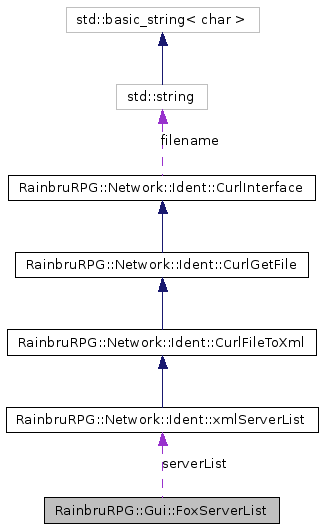 std::basic_string< char >
std::string
filename
RainbruRPG::Network::Ident::CurlInterface
RainbruRPG::Network::Ident::CurlGetFile
RainbruRPG::Network::Ident::CurlFileToXml
RainbruRPG::Network::Ident::xmlServerList
serverList
RainbruRPG::Gui::FoxServerList